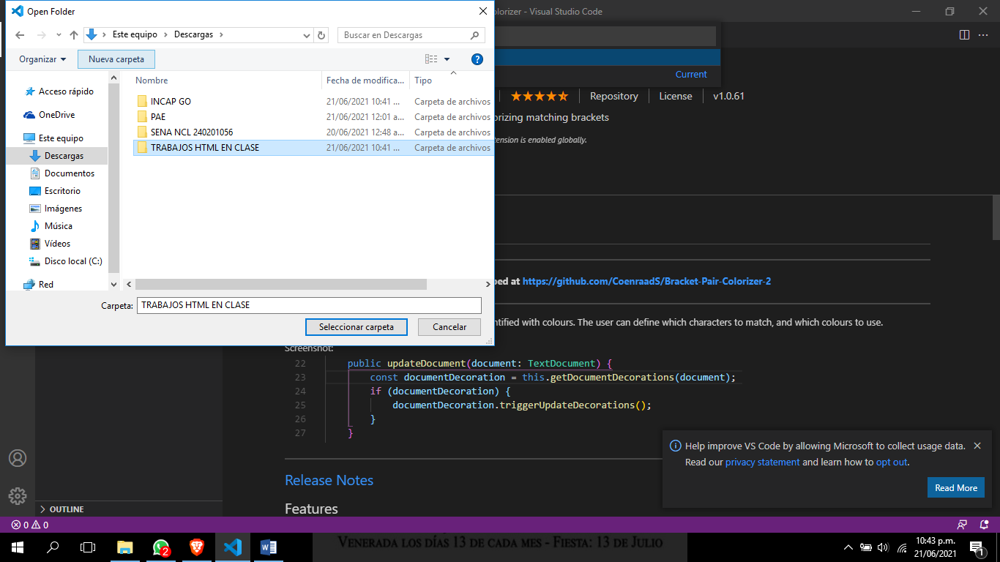 Open Folder
olorizer - Visual Studio Code
Este equipo
Descargas
Buscar en Descargas
Organizar
Nueva carpeta
Acceso rápido
OneDrive
Este equipo
Descargas
Documentos
Escritorio
Imágenes
Música
Vídeos
Disco local (C:)
Red
Nombre Fecha de modifica... Tipo
INCAP GO 21/06/2021 10:41 ... Carpeta de archivos
PAE 21/06/2021 12:01 a... Carpeta de archivos
SENA NCL 240201056 20/06/2021 12:48 a... Carpeta de archivos
TRABAJOS HTML EN CLASE 21/06/2021 10:41 ... Carpeta de archivos
Carpeta: TRABAJOS HTML EN CLASE
Seleccionar carpeta Cancelar
Current
Repository License v1.0.61
orizing matching brackets
tension is enabled globally.
ped at https://github.com/CoenraadS/Bracket-Pair-Colorizer-2
ntified with colours. The user can define which characters to match, and which colours to use.
Screenshot:
22 public updateDocument(document: TextDocument) {
23 const documentDecoration = this.getDocumentDecorations(document);
24 if (documentDecoration) {
25 documentDecoration.triggerUpdateDecorations();
26 }
27 }
Release Notes
Features
OUTLINE
Help improve VS Code by allowing Microsoft to collect usage data.
Read our privacy statement and learn how to opt out.
Read More
0 0
2
VENERADA LOS DÍAS 13 DE CADA MES - FIESTA: 13 DE JULIO
10:43 p.m.
21/06/2021
1